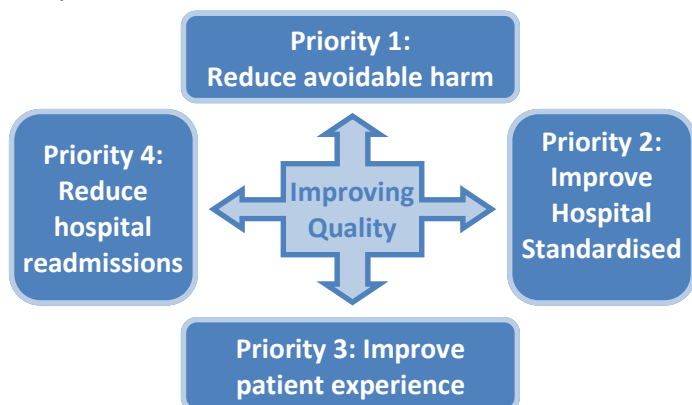 Priority 1:
Reduce avoidable harm
Priority 4:
Reduce
hospital
readmissions
Improving
Quality
Priority 2:
Improve
Hospital
Standardised
Priority 3: Improve
patient experience